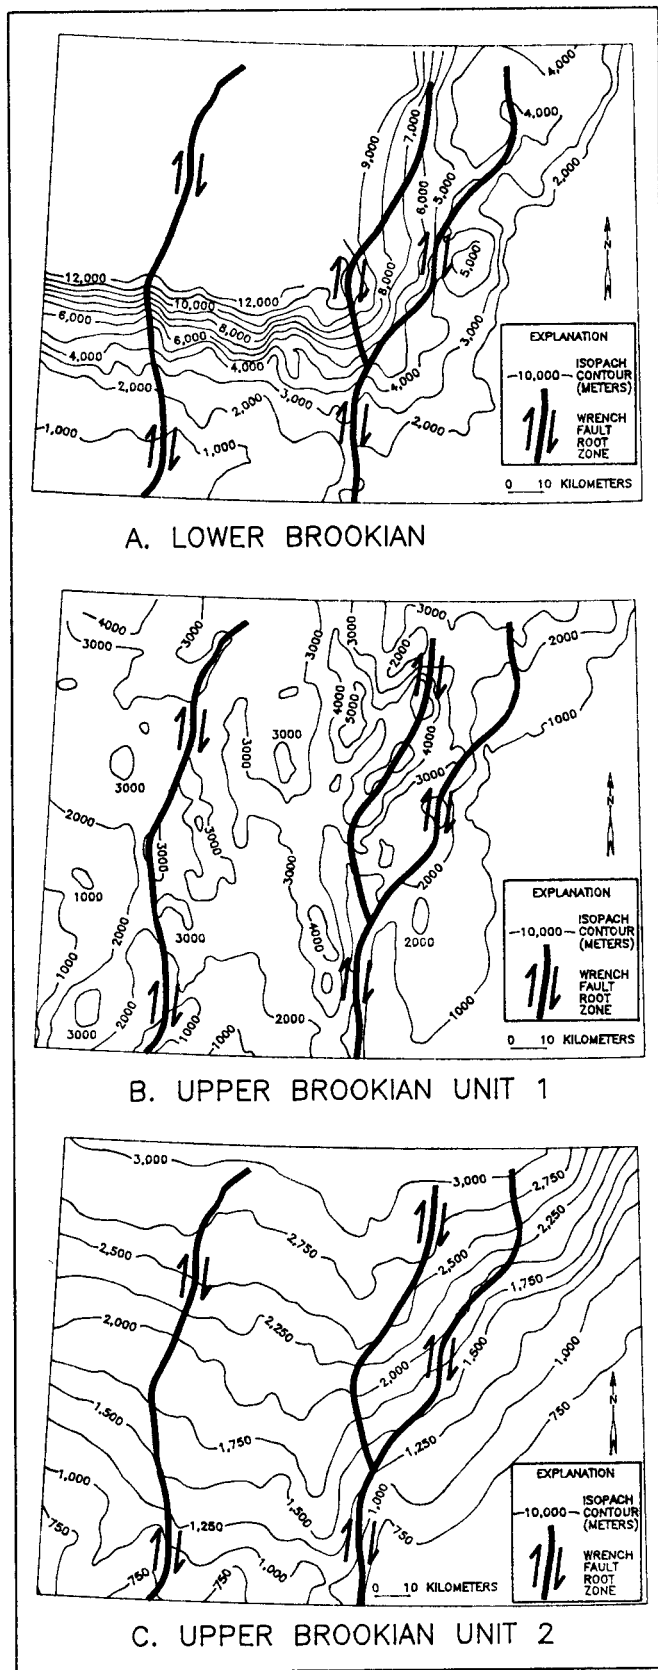 4,000
4,000
9,000
7,000
2,000
5,000
6,000
5,000
12,000
12,000
10,000
8,000
6,000
8,000
6,000
3,000
4,000
4,000
4,000
2,000
3,000
2,000
2,000
1,000
1,000
N
EXPLANATION
10,000 ISOPACH
CONTOUR
(METERS)
WRENCH
FAULT
ROOT
ZONE
0 10 KILOMETERS
A. LOWER BROOKIAN
4000
3000
3000
3000
3000
2000
2000
3000
4000
5000
1000
3000
3000
4000
3000
3000
2000
3000
3000
1000
3000
2000
2000
3000
4000
2000
1000
3000
2000
1000
2000
1000
N
EXPLANATION
10,000 ISOPACH
CONTOUR
(METERS)
WRENCH
FAULT
ROOT
ZONE
0 10 KILOMETERS
B. UPPER BROOKIAN UNIT 1
3,000
3,000
2,750
2,250
2,750
2,500
2,500
1,750
2,000
2,250
2,000
1,500
1,000
1,500
1,750
1,250
750
1,000
1,500
1,000
1,250
750
750
1,000
750
750
N
EXPLANATION
10,000 ISOPACH
CONTOUR
(METERS)
WRENCH
FAULT
ROOT
ZONE
0 10 KILOMETERS
C. UPPER BROOKIAN UNIT 2